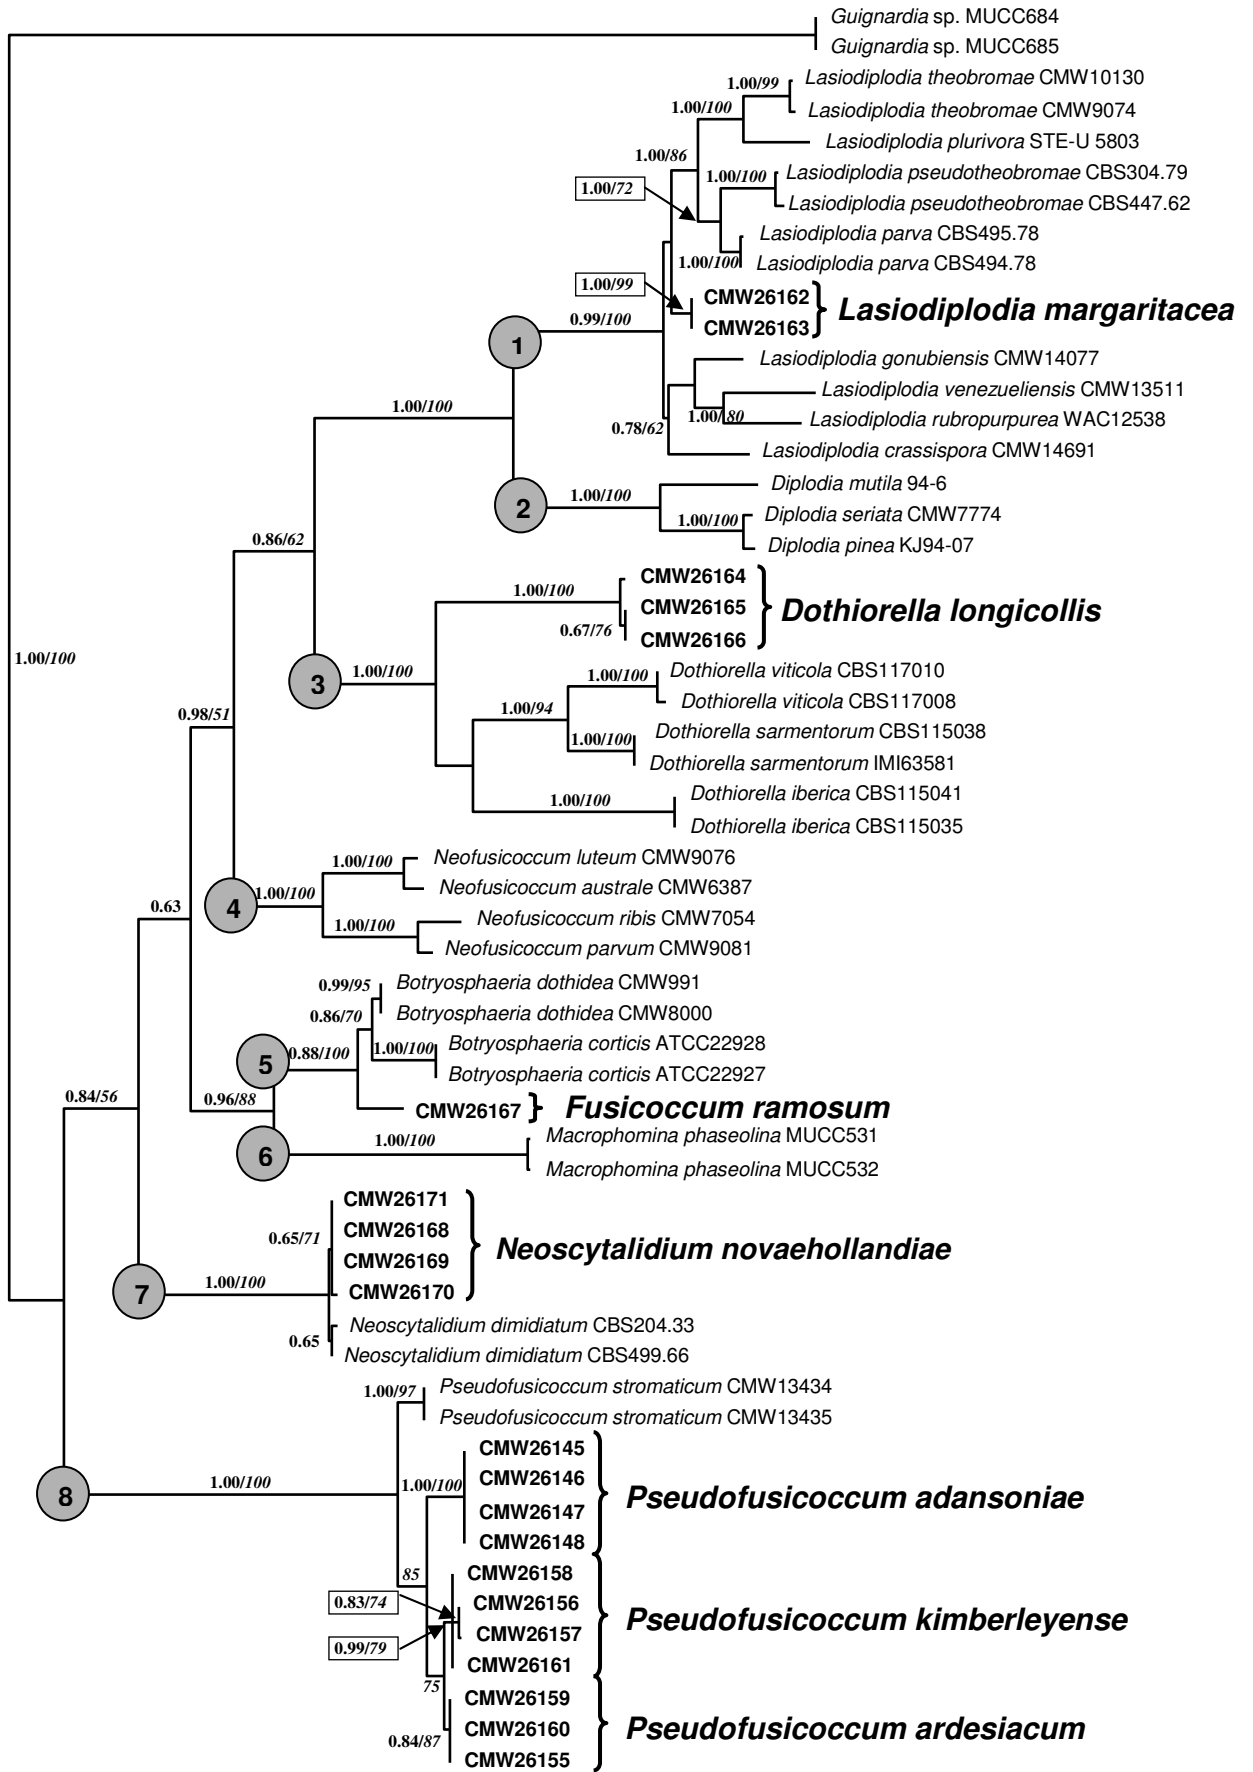 Guignardia sp. MUCC684
Guignardia sp. MUCC685
Lasiodiplodia theobromae CMW10130
1.00/99
1.00/100
Lasiodiplodia theobromae CMW9074
Lasiodiplodia plurivora STE-U 5803
1.00/86
1.00/100
Lasiodiplodia pseudotheobromae CBS304.79
1.00/72
Lasiodiplodia pseudotheobromae CBS447.62
Lasiodiplodia parva CBS495.78
1.00/100
Lasiodiplodia parva CBS494.78
1.00/99
CMW26162
Lasiodiplodia margaritacea
0.99/100
CMW26163
1
Lasiodiplodia gonubiensis CMW14077
Lasiodiplodia venezueliensis CMW13511
1.00/100
1.00/80
Lasiodiplodia rubropurpurea WAC12538
0.78/62
Lasiodiplodia crassispora CMW14691
Diplodia mutila 94-6
2
1.00/100
1.00/100
Diplodia seriata CMW7774
0.86/62
Diplodia pinea KJ94-07
CMW26164
1.00/100
CMW26165
Dothiorella longicollis
0.67/76
CMW26166
1.00/100
3
1.00/100
1.00/100
Dothiorella viticola CBS117010
Dothiorella viticola CBS117008
0.98/51
1.00/94
Dothiorella sarmentorum CBS115038
1.00/100
Dothiorella sarmentorum IMI63581
Dothiorella iberica CBS115041
1.00/100
Dothiorella iberica CBS115035
Neofusicoccum luteum CMW9076
1.00/100
Neofusicoccum australe CMW6387
0.63
4
1.00/100
Neofusicoccum ribis CMW7054
1.00/100
Neofusicoccum parvum CMW9081
0.99/95
Botryosphaeria dothidea CMW991
0.86/70
Botryosphaeria dothidea CMW8000
5
0.88/100
1.00/100
Botryosphaeria corticis ATCC22928
Botryosphaeria corticis ATCC22927
0.84/56
0.96/88
CMW26167
Fusicoccum ramosum
6
1.00/100
Macrophomina phaseolina MUCC531
Macrophomina phaseolina MUCC532
CMW26171
0.65/71
CMW26168
Neoscytalidium novaehollandiae
CMW26169
7
1.00/100
CMW26170
Neoscytalidium dimidiatum CBS204.33
0.65
Neoscytalidium dimidiatum CBS499.66
1.00/97
Pseudofusicoccum stromaticum CMW13434
Pseudofusicoccum stromaticum CMW13435
CMW26145
8
1.00/100
1.00/100
CMW26146
Pseudofusicoccum adansoniae
CMW26147
CMW26148
85
CMW26158
0.83/74
CMW26156
Pseudofusicoccum kimberleyense
0.99/79
CMW26157
CMW26161
75
CMW26159
CMW26160
Pseudofusicoccum ardesiacum
0.84/87
CMW26155